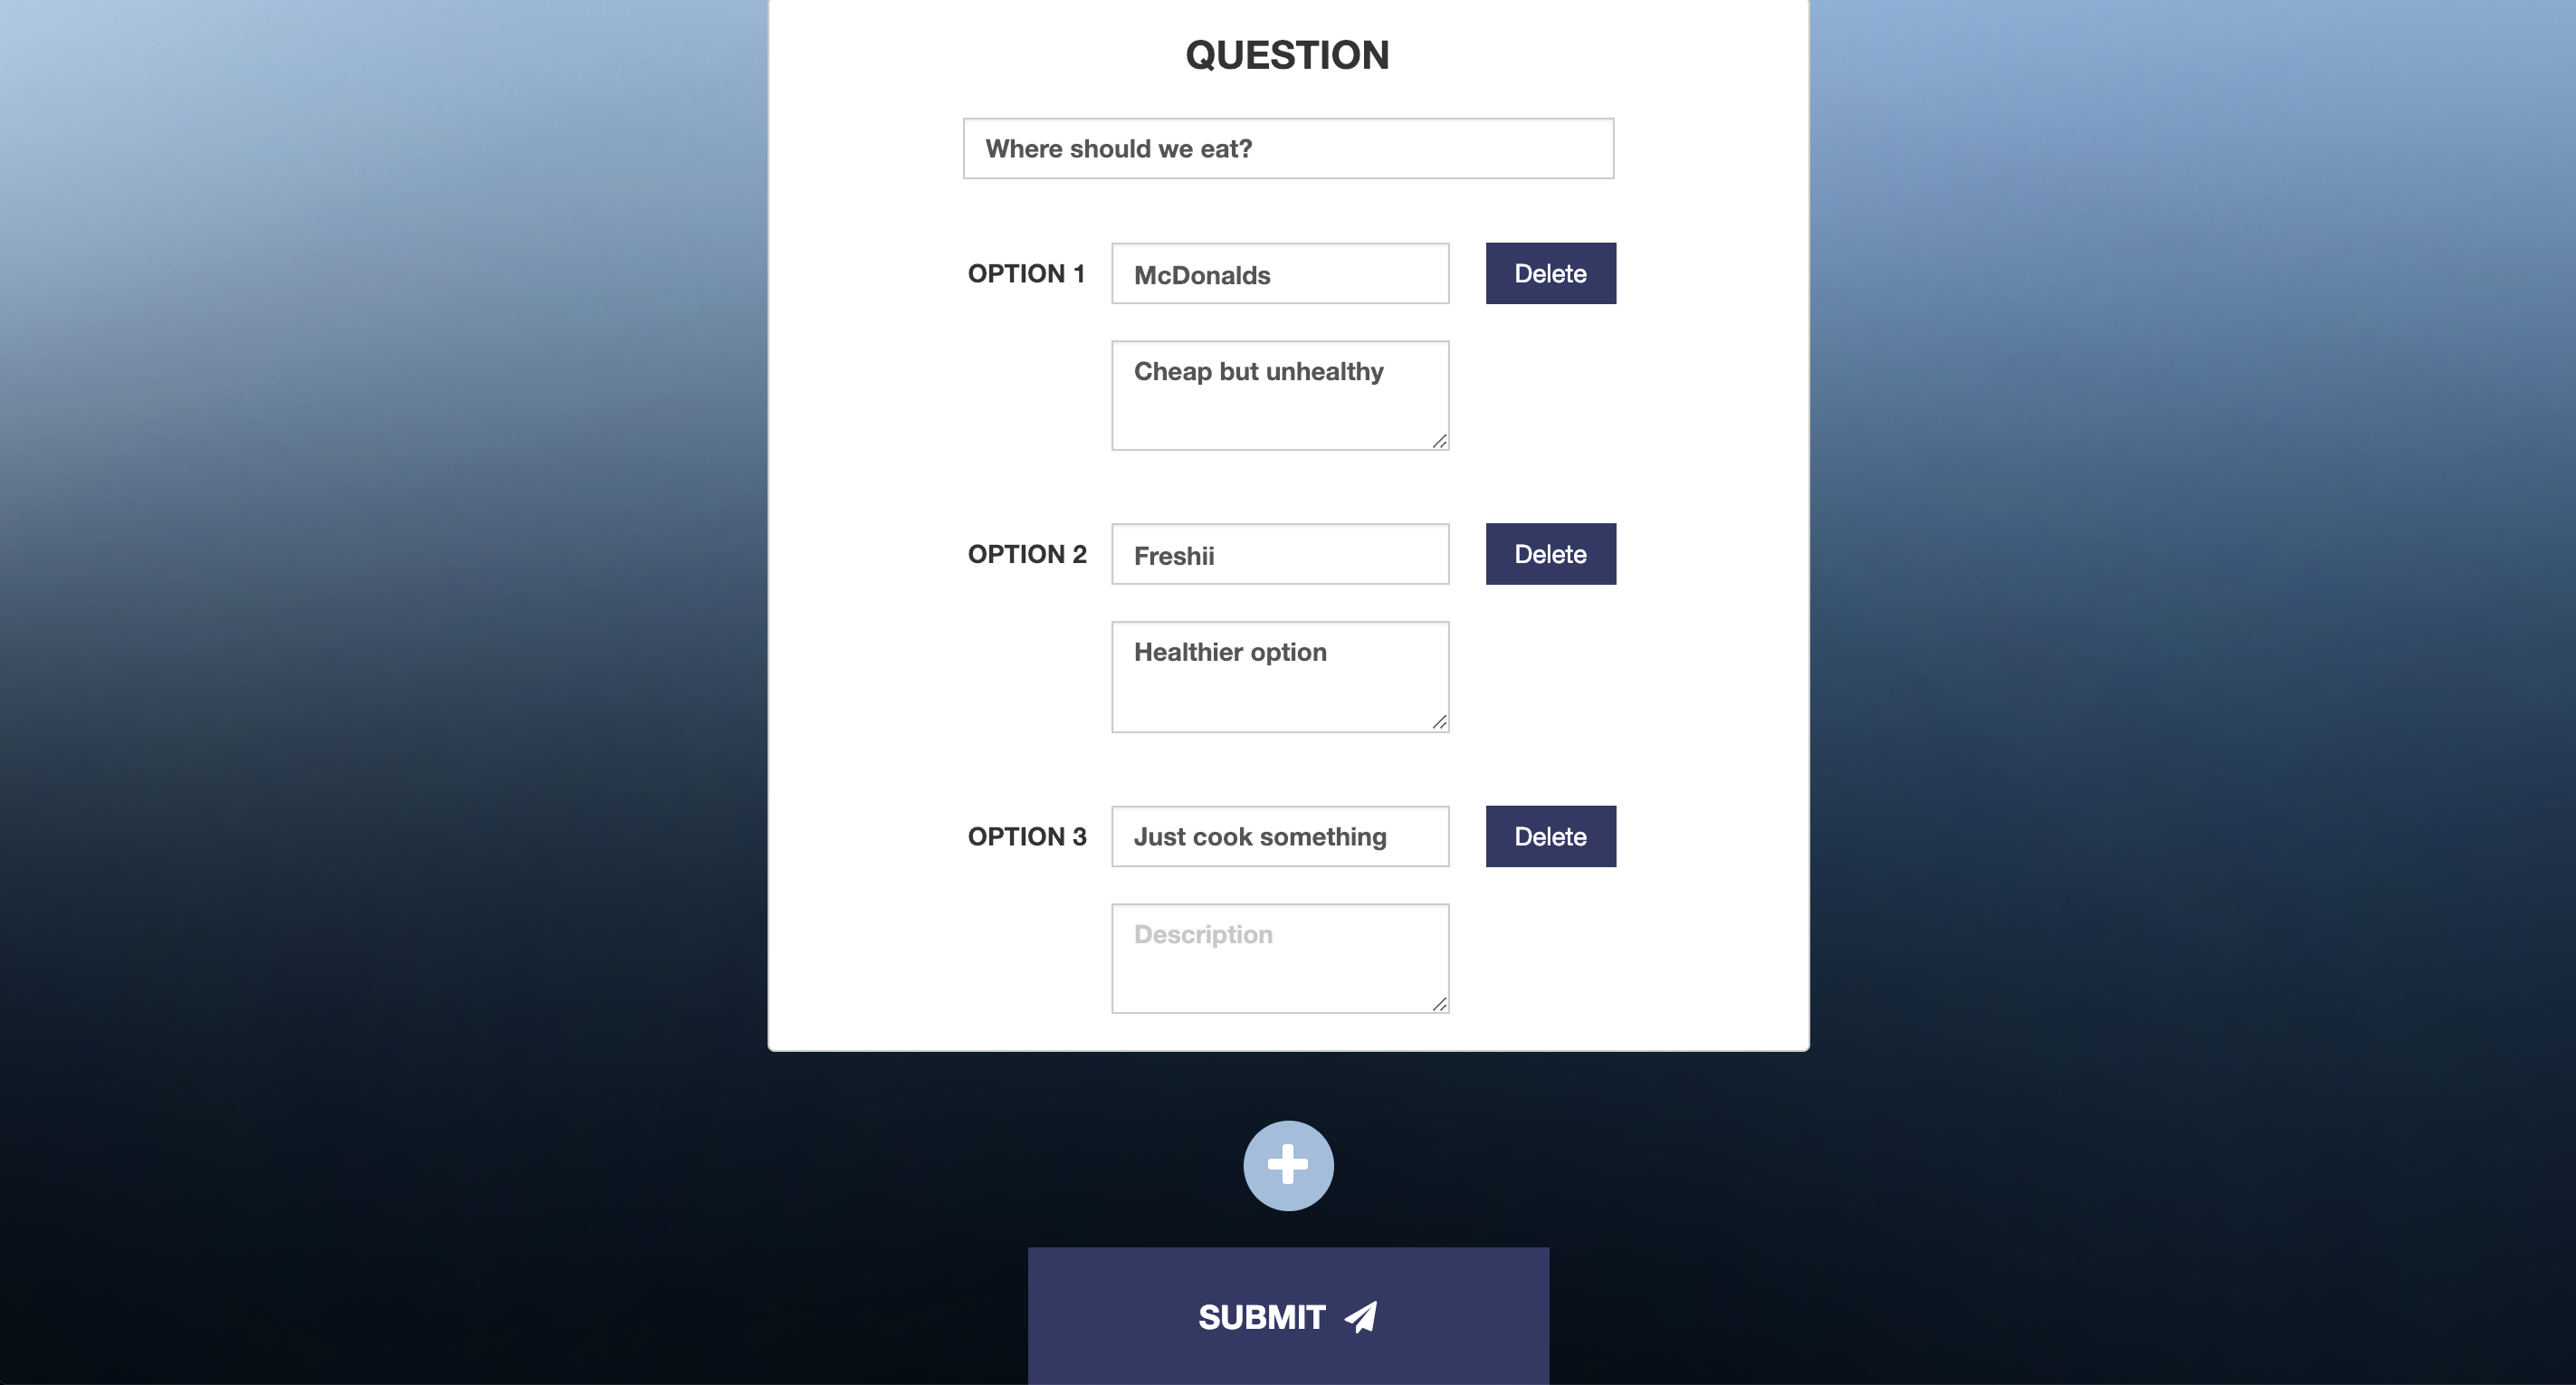 QUESTION
Where should we eat?
OPTION 1
McDonalds
Delete
Cheap but unhealthy
OPTION 2
Freshii
Delete
Healthier option
OPTION 3
Just cook something
Delete
Description
SUBMIT